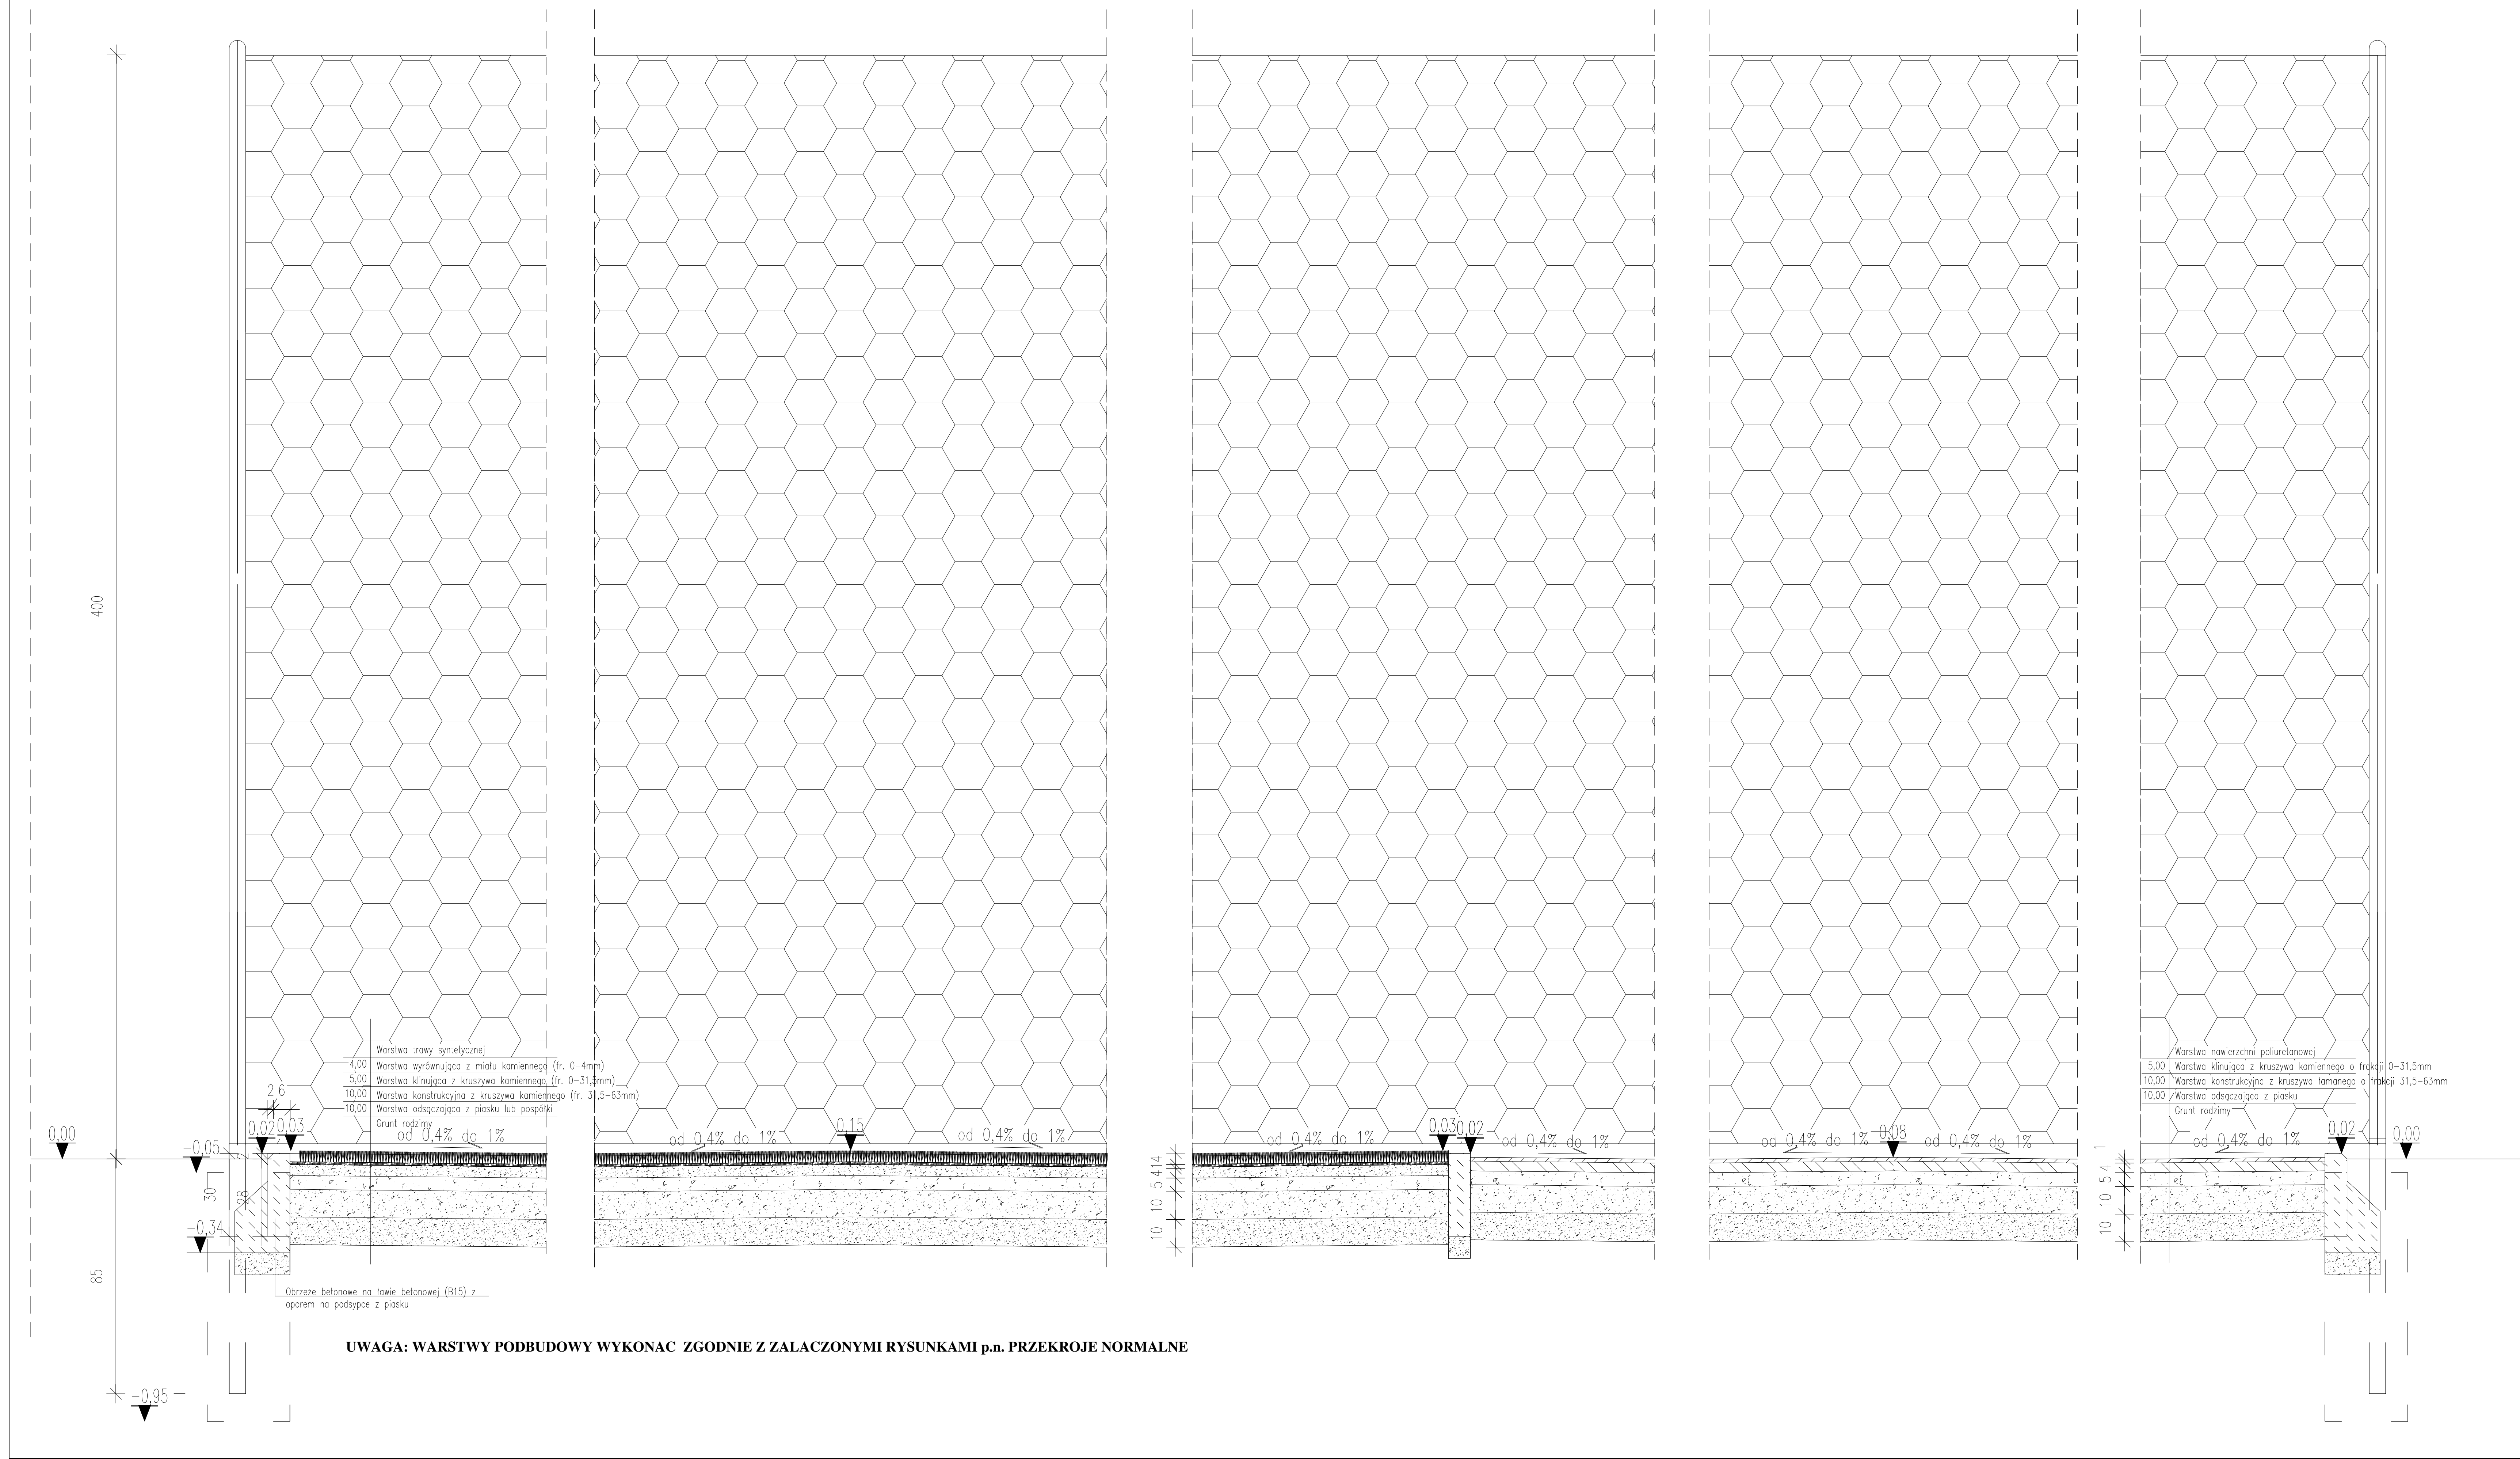 400
Warstwa trawy syntetycznej
4,00 Warstwa wyrównująca z miału kamiennego (fr. 0-4mm)
5,00 Warstwa klinująca z kruszywa kamiennego (fr. 0-31,5mm)
10,00 Warstwa konstrukcyjna z kruszywa kamiennego (fr. 31,5-63mm)
10,00 Warstwa odsączająca z piasku lub pospółki
Grunt rodzimy
Warstwa nawierzchni poliuretanowej
5,00 Warstwa klinująca z kruszywa kamiennego o frakcji 0-31,5mm
10,00 Warstwa konstrukcyjna z kruszywa łamanego o frakcji 31,5-63mm
10,00 Warstwa odsączająca z piasku
Grunt rodzimy
2 6
0,00
-0,05
0,02
0,03
od 0,4% do 1%
od 0,4% do 1%
0,15
od 0,4% do 1%
od 0,4% do 1%
0,03
0,02
od 0,4% do 1%
od 0,4% do 1%
0,08
od 0,4% do 1%
od 0,4% do 1%
0,02
0,00
30
28
-0,34
10 10 5 4 1 4
10 10 5 4 1
85
Obrzeże betonowe na ławie betonowej (B15) z
oporem na podsypce z piasku
UWAGA: WARSTWY PODBUDOWY WYKONAC ZGODNIE Z ZALACZONYMI RYSUNKAMI p.n. PRZEKROJE NORMALNE
-0,95